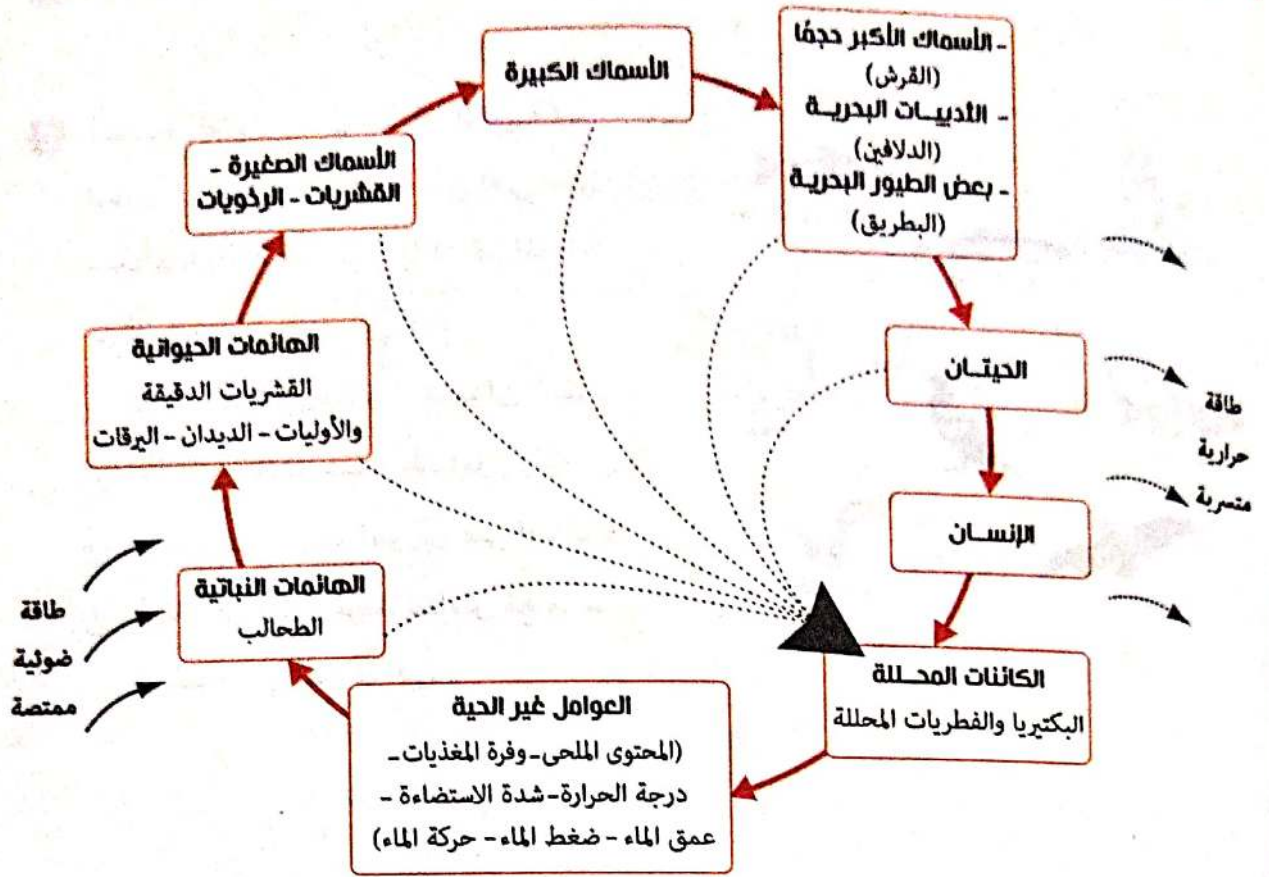 - الأسماك الأكبر حجمًا
(القرش)
- الثدييات البحرية
(الدلافين)
- بعض الطيور البحرية
(البطريق)
الأسماك الكبيرة
الأسماك الصغيرة -
القشريات - الرخويات
الهائمات الحيوانية
القشريات الدقيقة
والأوليات - الديدان - اليرقات
الحيتان
طاقة
حرارية
متسربة
الإنسان
الهائمات النباتية
الطحالب
طاقة
ضوئية
ممتصة
الكائنات المحللة
البكتيريا والفطريات المحللة
العوامل غير الحية
(المحتوى الملحى - وفرة المغذيات -
درجة الحرارة - شدة الاستضاءة -
عمق الماء - ضغط الماء - حركة الماء)